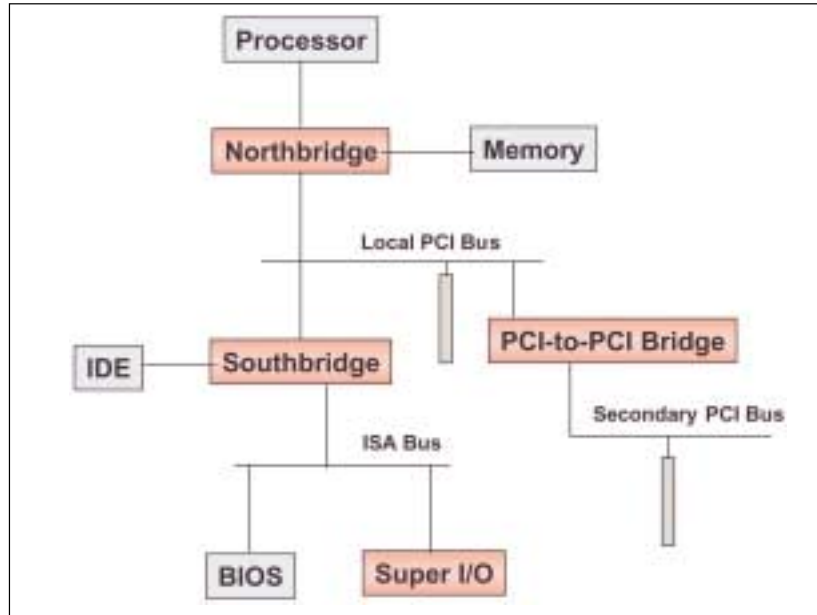 Processor
Northbridge
Memory
Local PCI Bus
PCI-to-PCI Bridge
IDE
Southbridge
Secondary PCI Bus
ISA Bus
BIOS
Super I/O